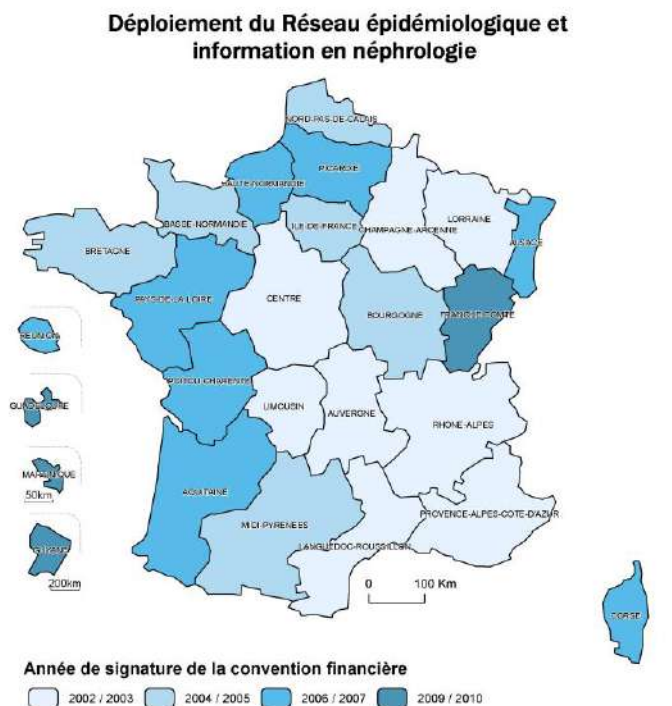 Déploiement du Réseau épidémiologique et
information en néphrologie
NORD-PAS-DE-CALAIS
PICARDIE
HAUTE-NORMANDIE
BASSE-NORMANDIE
ILE-DE-FRANCE
CHAMPAGNE-ARDENNE
LORRAINE
ALSACE
BRETAGNE
PAYS-DE-LA-LOIRE
CENTRE
BOURGOGNE
FRANCHE-COMTE
REUNION
POITOU-CHARENTE
LIMOUSIN
AUVERGNE
RHONE-ALPES
GUADELOUPE
MARTINIQUE
50km
AQUITAINE
MIDI-PYRENEES
LANGUEDOC-ROUSSILLON
PROVENCE-ALPES-COTE-D'AZUR
GUYANE
200km
0 100 Km
CORSE
Année de signature de la convention financière
2002 / 2003 2004 / 2005 2006 / 2007 2009 / 2010